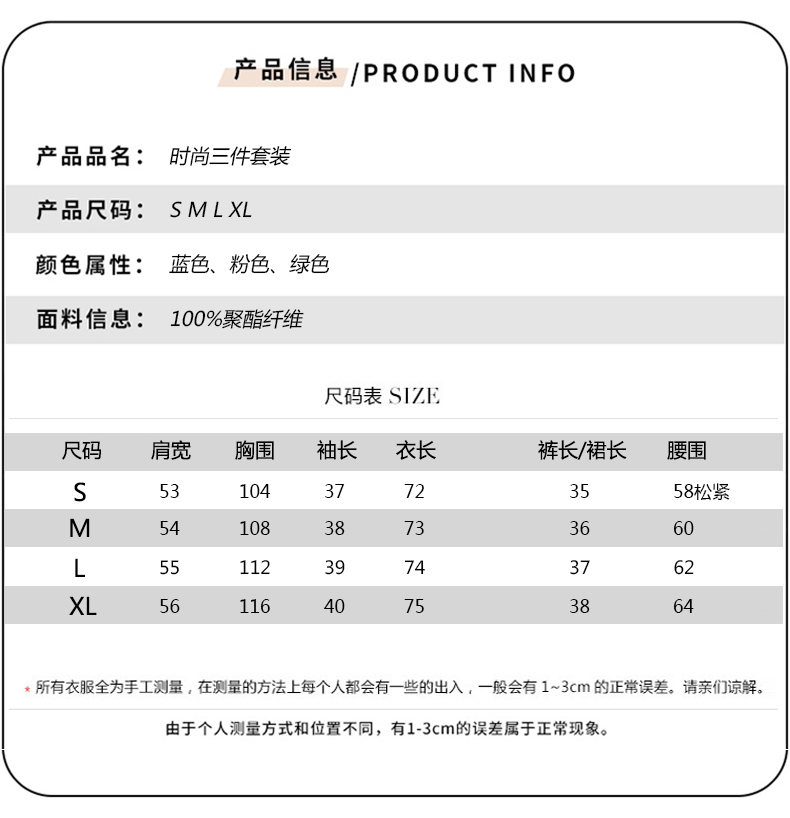 产品信息/PRODUCT INFO
产品品名： 时尚三件套装
产品尺码： S M L XL
颜色属性： 蓝色、粉色、绿色
面料信息： 100%聚酯纤维
尺码表 SIZE
尺码 肩宽 胸围 袖长 衣长 裤长/裙长 腰围
S 53 104 37 72 35 58松紧
M 54 108 38 73 36 60
L 55 112 39 74 37 62
XL 56 116 40 75 38 64
* 所有衣服全为手工测量，在测量的方法上每个人都会有一些的出入，一般会有 1~3cm 的正常误差。请亲们谅解。
由于个人测量方式和位置不同，有1-3cm的误差属于正常现象。